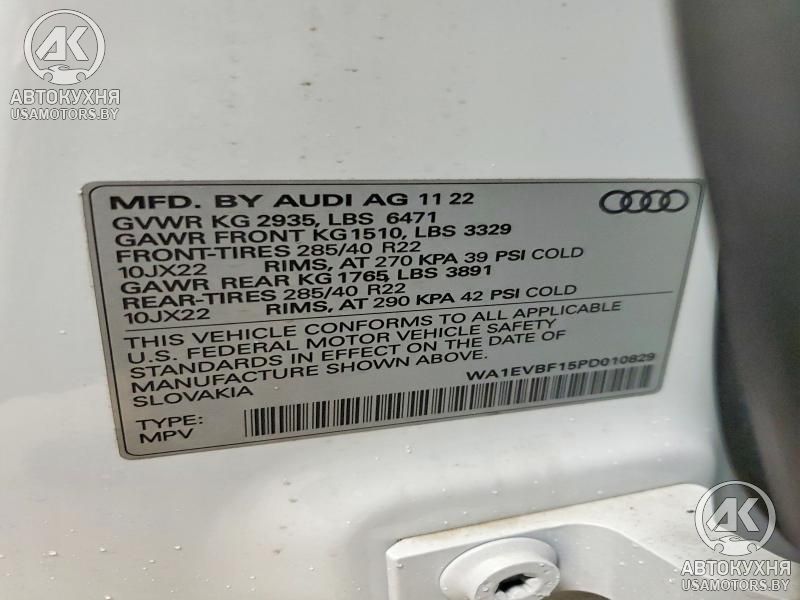 AK
АВТОКУХНЯ
USAMOTORS.BY
MFD. BY AUDI AG 11 22
GVWR KG 2935, LBS 6471
GAWR FRONT KG1510, LBS 3329
FRONT-TIRES 285/40 R22
10JX22 RIMS, AT 270 KPA 39 PSI COLD
GAWR REAR KG 1765, LBS 3891
REAR-TIRES 285/40 R22
10JX22 RIMS, AT 290 KPA 42 PSI COLD
THIS VEHICLE CONFORMS TO ALL APPLICABLE
U.S. FEDERAL MOTOR VEHICLE SAFETY
STANDARDS IN EFFECT ON THE DATE OF
MANUFACTURE SHOWN ABOVE.
SLOVAKIA
WA1EVBF15PD010829
TYPE:
MPV
AK
АВТОКУХНЯ
USAMOTORS.BY